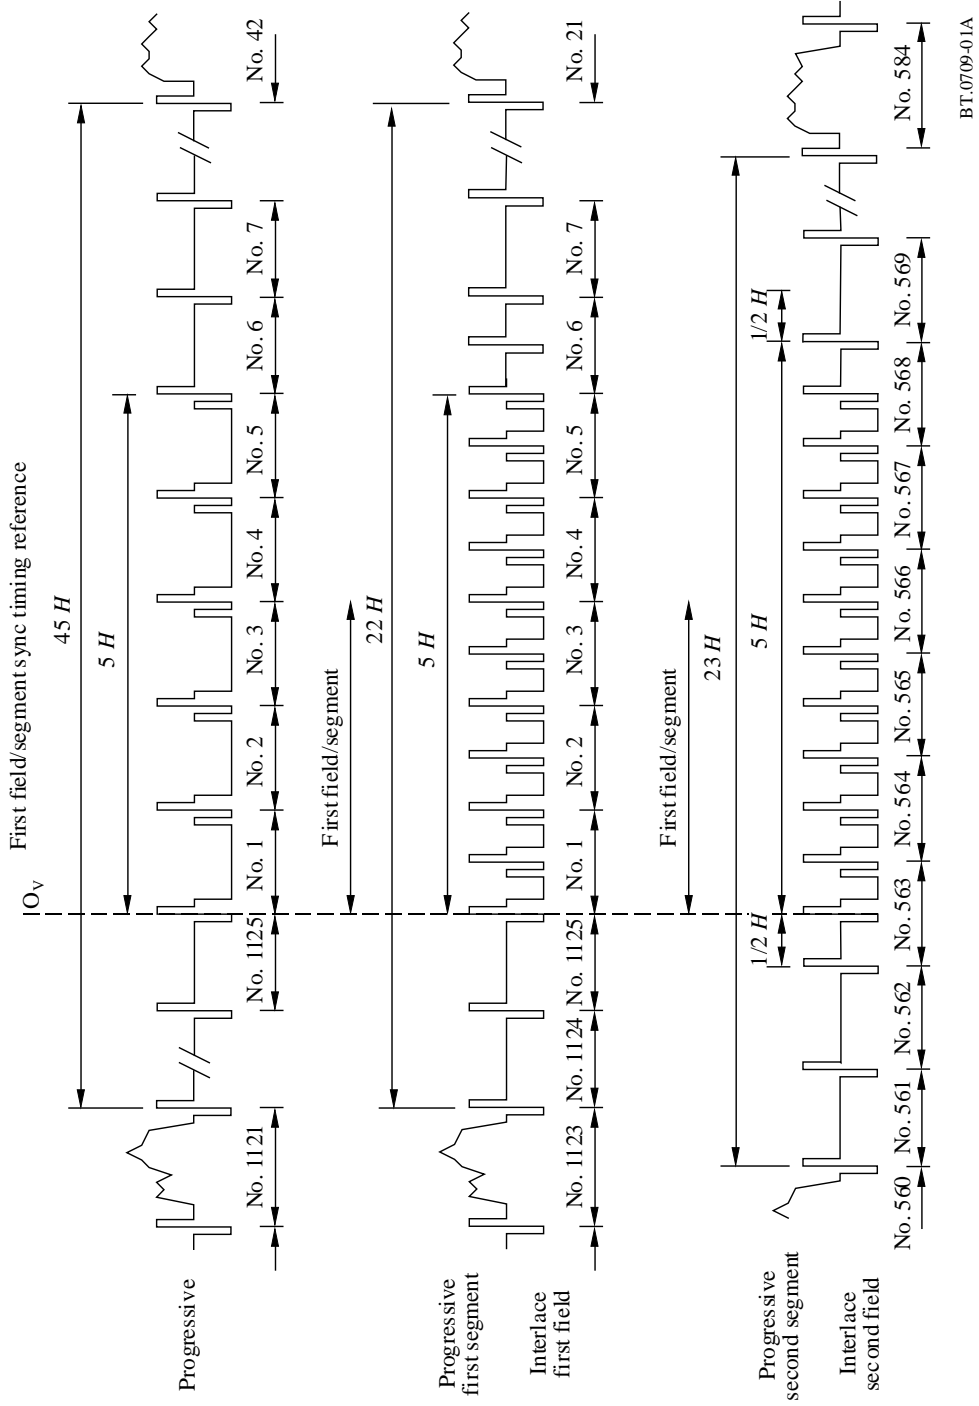 First field/segment sync timing reference
O_V
45 H
5 H
Progressive
No. 1121
No. 1125
No. 1
No. 2
No. 3
No. 4
No. 5
No. 6
No. 7
No. 42
First field/segment
22 H
5 H
Progressive
first segment
Interlace
first field
No. 1123
No. 1124
No. 1125
No. 1
No. 2
No. 3
No. 4
No. 5
No. 6
No. 7
No. 21
First field/segment
23 H
1/2 H
5 H
1/2 H
Progressive
second segment
Interlace
second field
No. 560
No. 561
No. 562
No. 563
No. 564
No. 565
No. 566
No. 567
No. 568
No. 569
No. 584
BT.0709-01A